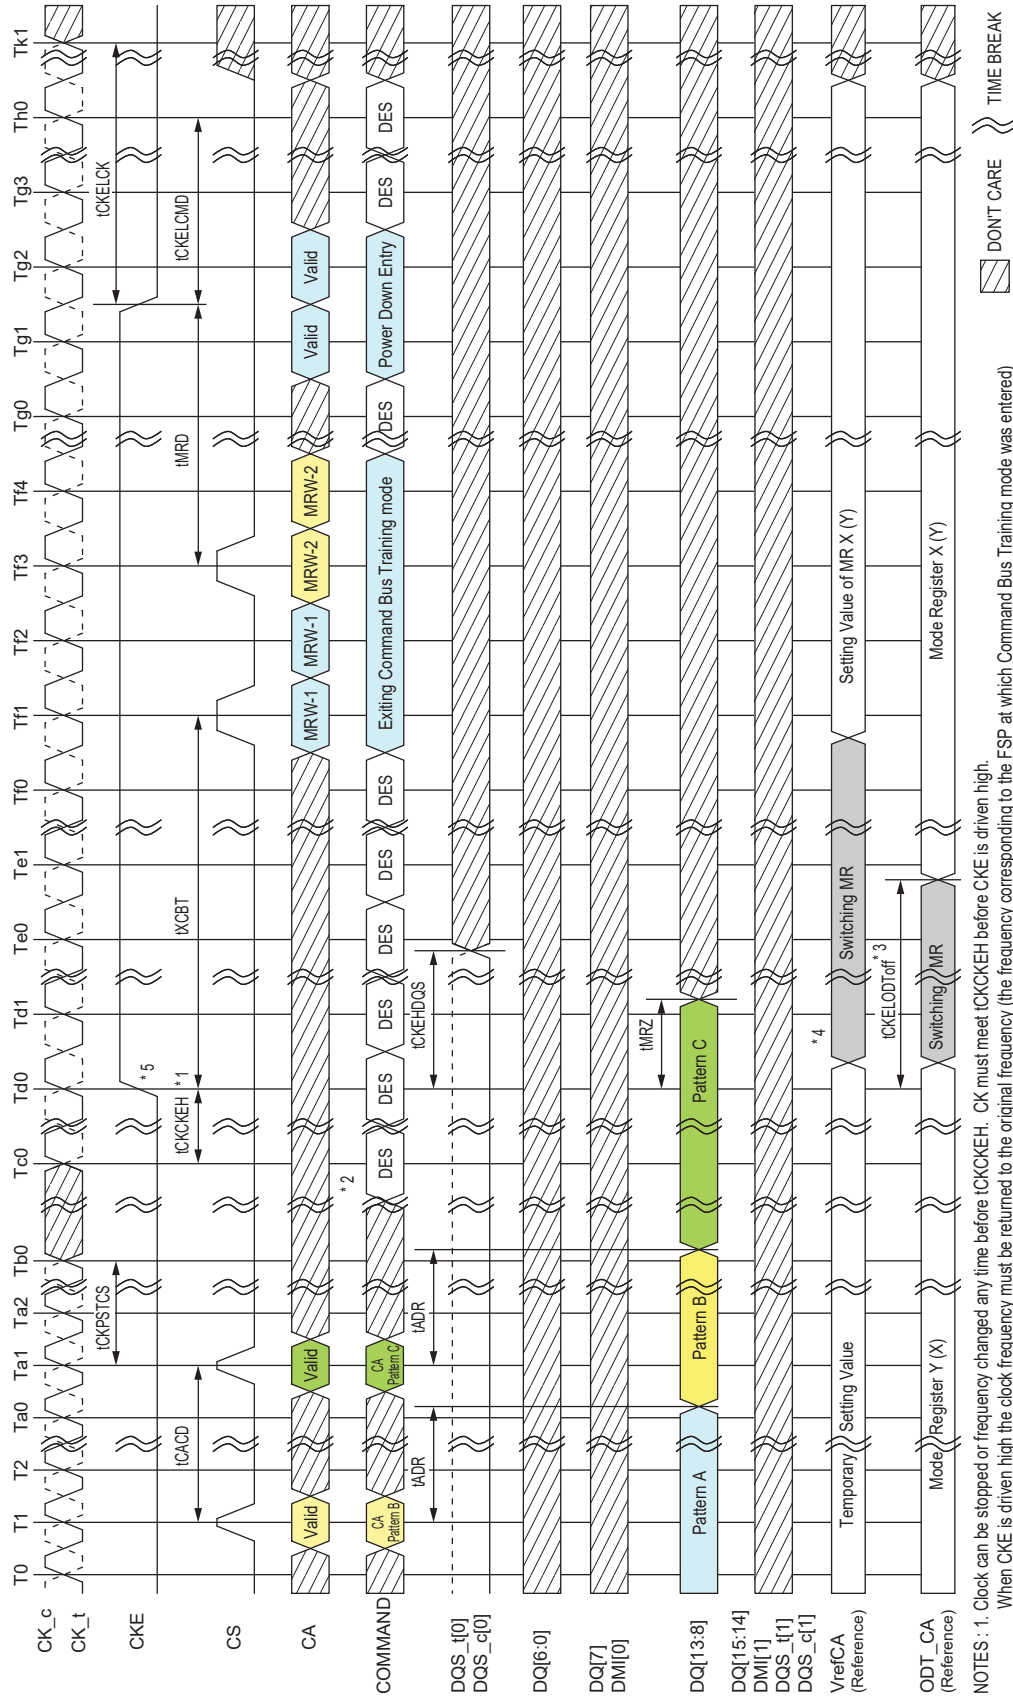 T0 T1 T2 Ta0 Ta1 Ta2 Tb0 Tc0 Td0 Td1 Te0 Te1 Tf0 Tf1 Tf2 Tf3 Tf4 Tg0 Tg1 Tg2 Tg3 Th0 Tk1
CK_c
CK_t
CKE
tCKPSTCS
* 5
tCKELCK
CS
tCACD
tCKCKEH * 1
tXCBT
tMRD
tCKELCMD
CA
Valid Valid MRW-1 MRW-1 MRW-2 MRW-2 Valid Valid
* 2
COMMAND
CA Pattern B
CA Pattern C
DES DES DES DES DES DES
Exiting Command Bus Training mode
DES
Power Down Entry
DES DES
tADR tADR
tCKEHDQS
DQS_t[0]
DQS_c[0]
DQ[6:0]
DQ[7]
DMI[0]
tMRZ
DQ[13:8]
Pattern A Pattern B Pattern C
DQ[15:14]
DMI[1]
DQS_t[1]
DQS_c[1]
* 4
VrefCA
(Reference)
Temporary Setting Value Switching MR Setting Value of MR X (Y)
tCKELODToff * 3
ODT_CA
(Reference)
Mode Register Y (X) Switching MR Mode Register X (Y)
NOTES : 1. Clock can be stopped or frequency changed any time before tCKCKEH. CK must meet tCKCKEH before CKE is driven high.
When CKE is driven high the clock frequency must be returned to the original frequency (the frequency corresponding to the FSP at which Command Bus Training mode was entered)
DON'T CARE
TIME BREAK